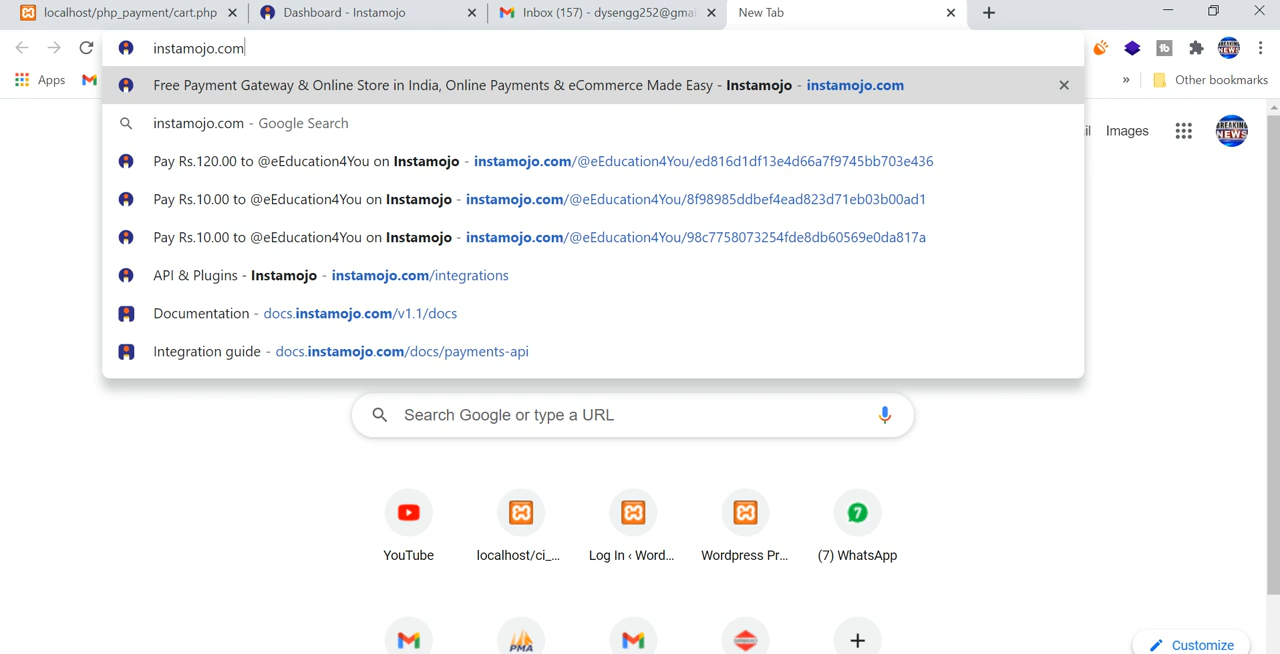 localhost/php_payment/cart.php
Dashboard - Instamojo
Inbox (157) - dysengg252@gmai
New Tab
instamojo.com
Apps
Other bookmarks
Free Payment Gateway & Online Store in India, Online Payments & eCommerce Made Easy - Instamojo - instamojo.com
instamojo.com - Google Search
il Images
BREAKING NEWS
Pay Rs.120.00 to @eEducation4You on Instamojo - instamojo.com/@eEducation4You/ed816d1df13e4d66a7f9745bb703e436
Pay Rs.10.00 to @eEducation4You on Instamojo - instamojo.com/@eEducation4You/8f98985ddbef4ead823d71eb03b00ad1
Pay Rs.10.00 to @eEducation4You on Instamojo - instamojo.com/@eEducation4You/98c7758073254fde8db60569e0da817a
API & Plugins - Instamojo - instamojo.com/integrations
Documentation - docs.instamojo.com/v1.1/docs
Integration guide - docs.instamojo.com/docs/payments-api
Search Google or type a URL
7
YouTube
localhost/ci_...
Log In ‹ Word...
Wordpress Pr...
(7) WhatsApp
PMA
Customize